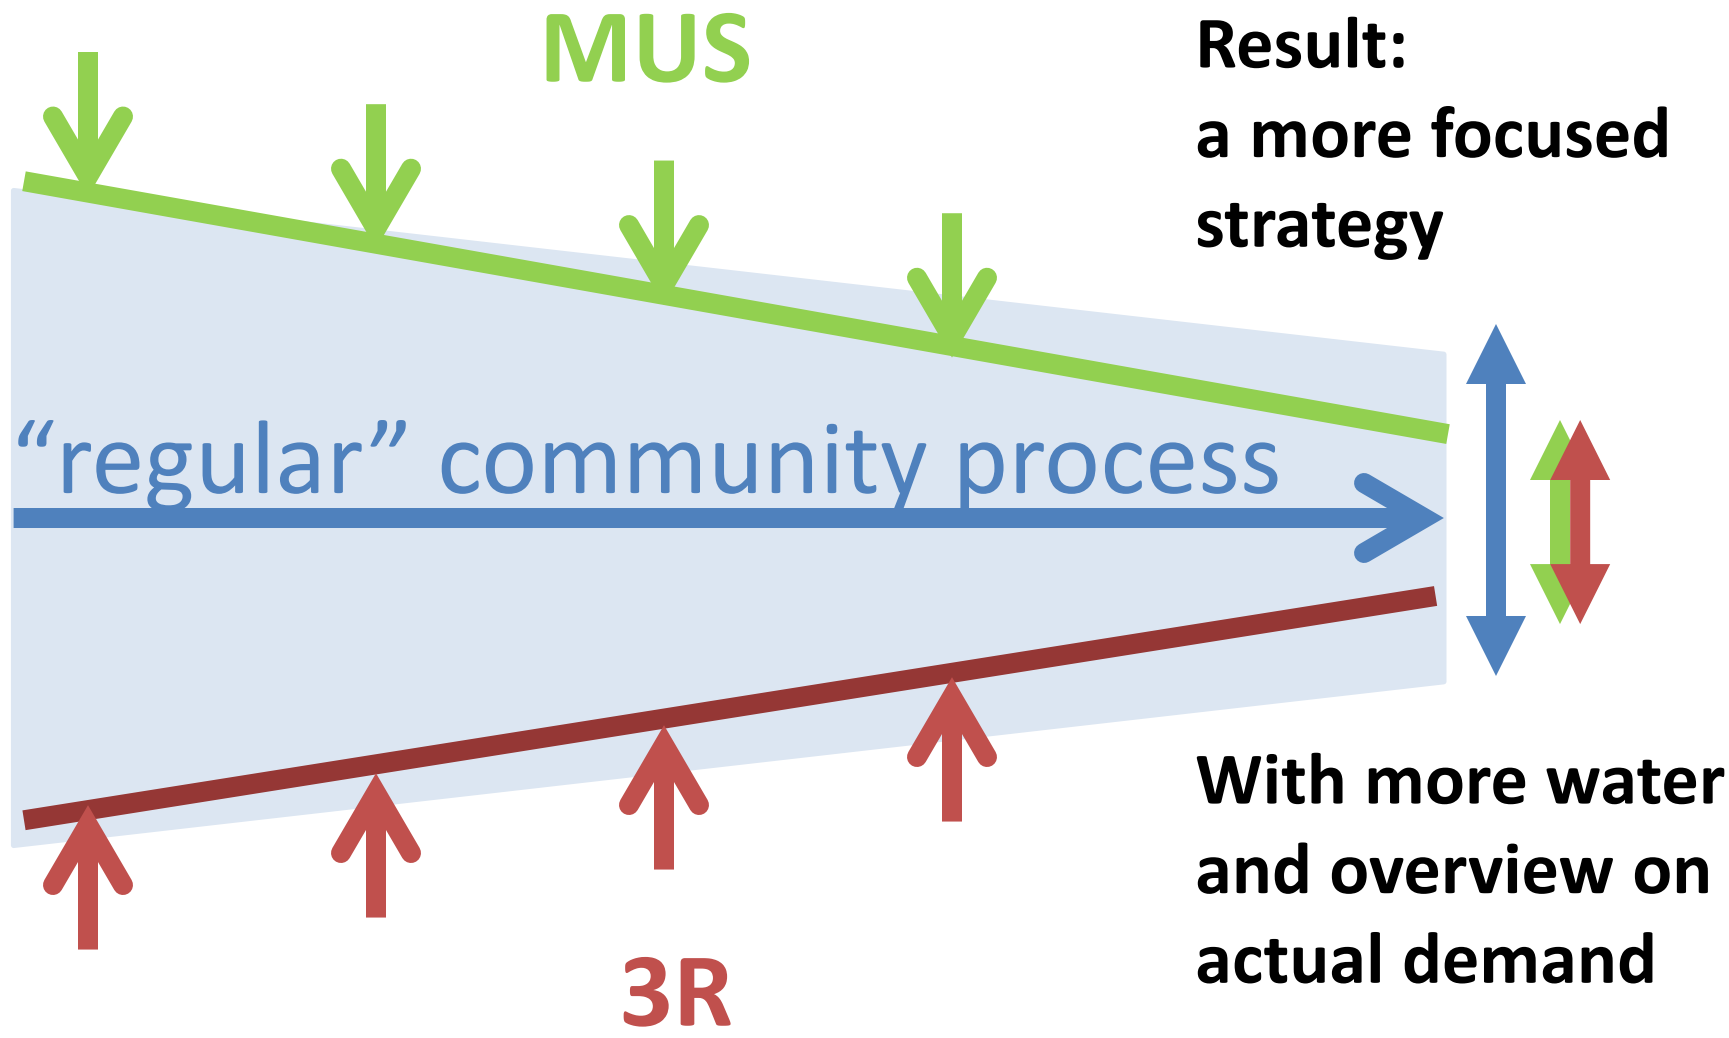 MUS
Result:
a more focused
strategy
“regular” community process
With more water
and overview on
actual demand
3R